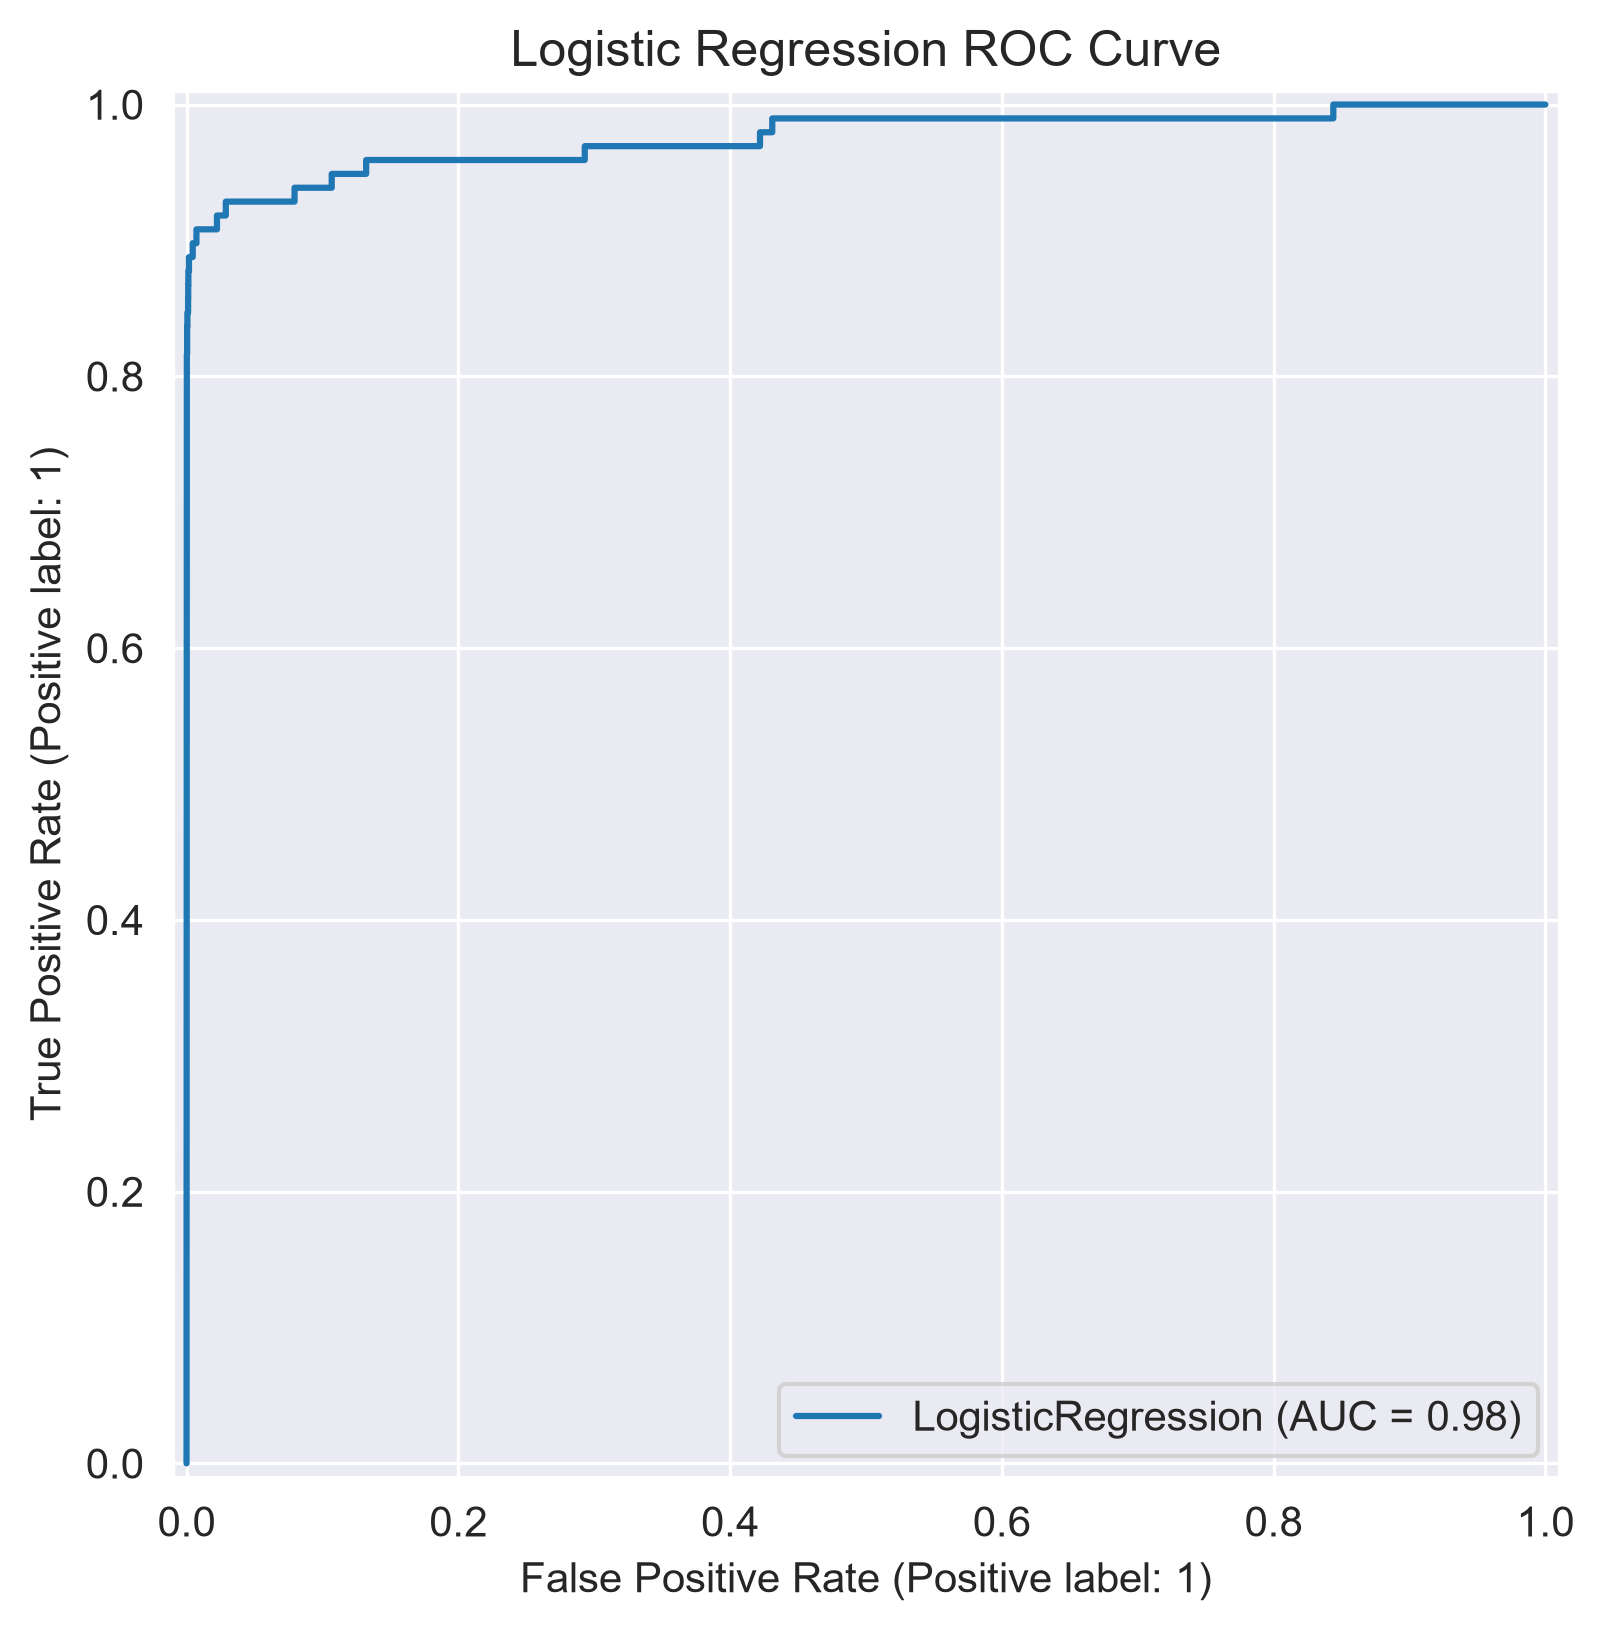 Logistic Regression ROC Curve
1.0
0.8
0.6
0.4
0.2
0.0
True Positive Rate (Positive label: 1)
LogisticRegression (AUC = 0.98)
0.0 0.2 0.4 0.6 0.8 1.0
False Positive Rate (Positive label: 1)